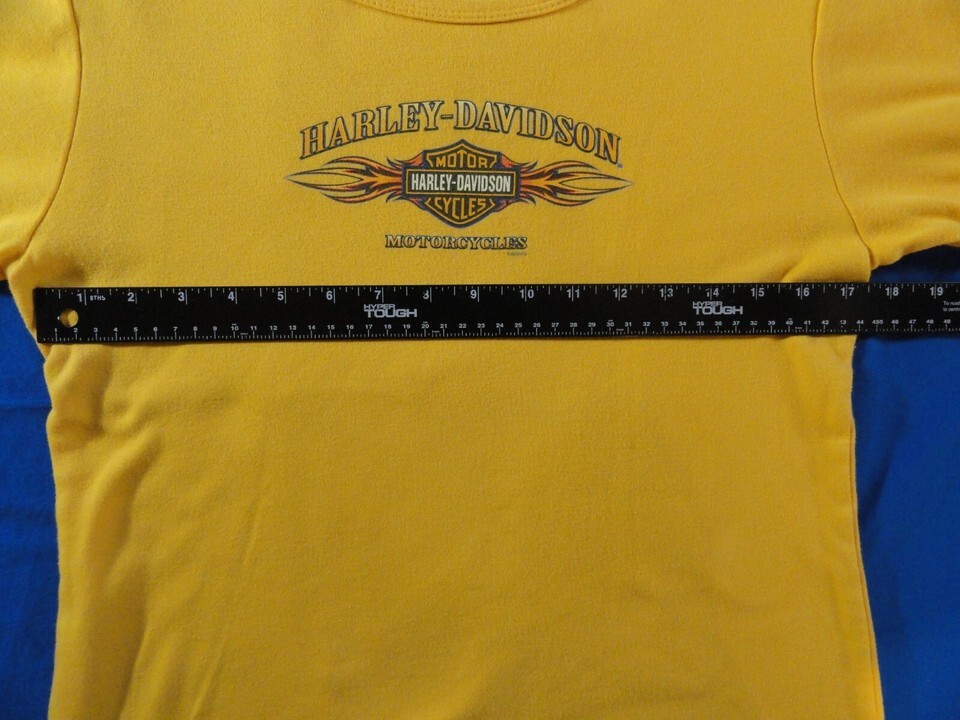 HARLEY-DAVIDSON
MOTOR
HARLEY-DAVIDSON
CYCLES
MOTORCYCLES
1 8THS 2 3 4 5 6 7 8 9 10 11 12 13 14 15 16 17 18 19
HYPER TOUGH HYPER TOUGH